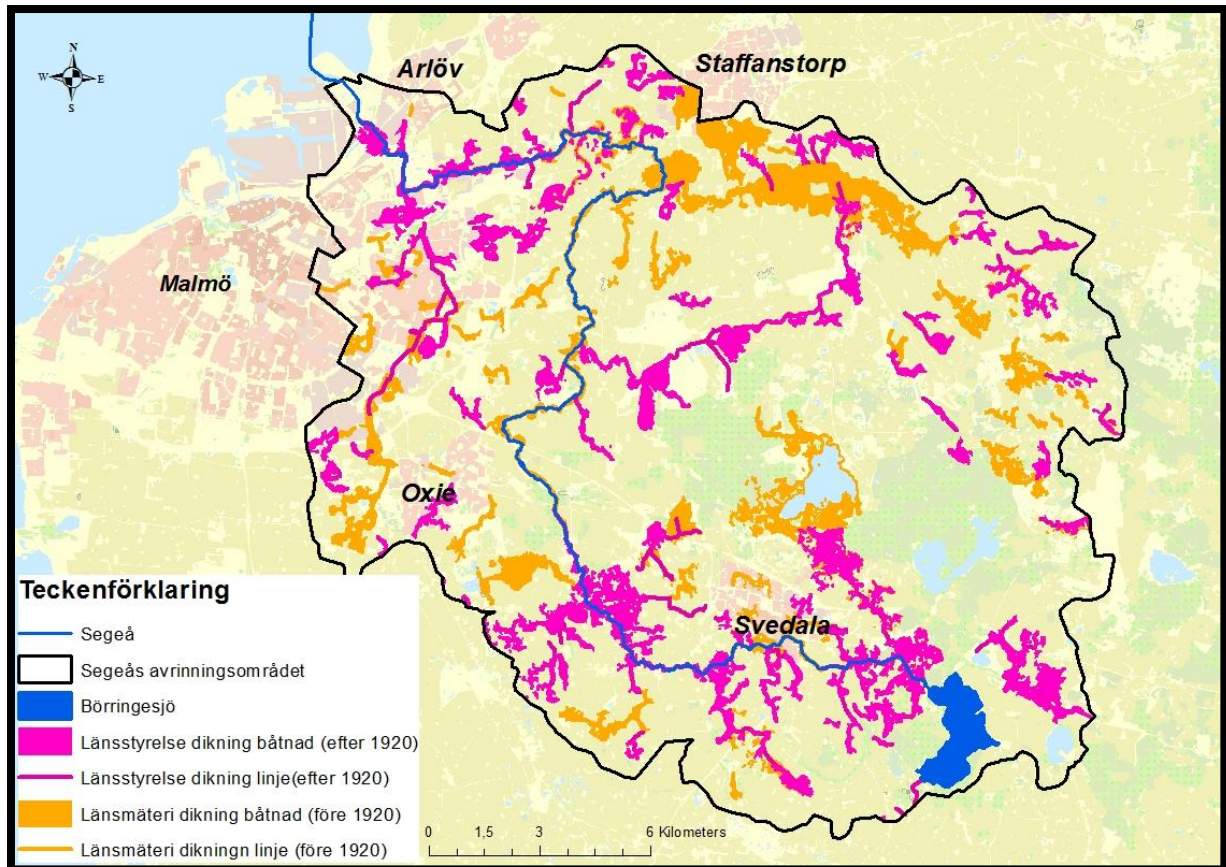 N
W E
S
Arlöv
Staffanstorp
Malmö
Oxie
Svedala
Teckenförklaring
Segeå
Segeås avrinningsområdet
Börringesjö
Länsstyrelse dikning båtnad (efter 1920)
Länsstyrelse dikning linje(efter 1920)
Länsmäteri dikning båtnad (före 1920)
Länsmäteri dikningn linje (före 1920)
0 1,5 3 6 Kilometers